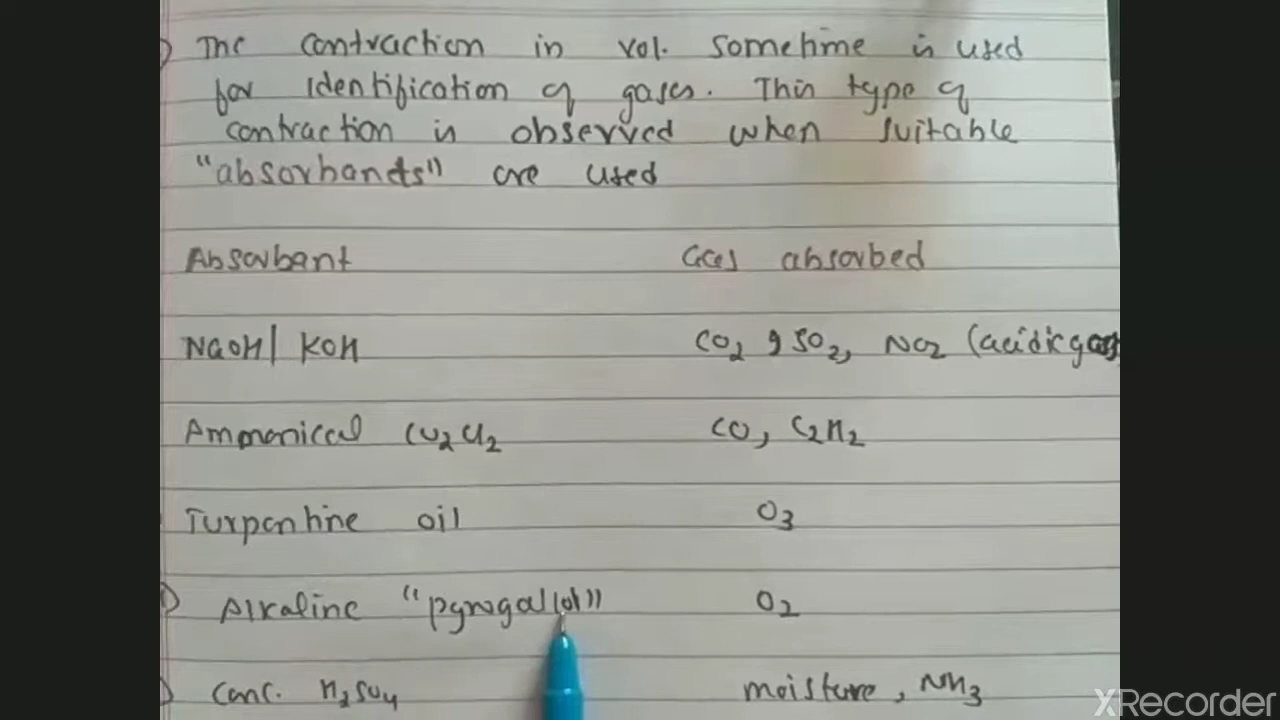 The contraction in vol. sometime is used
for identification of gases. This type of
contraction is observed when suitable
"absorbants" are used
Absorbant Gas absorbed
NaOH/ KOH CO2, SO2, NO2 (acidic gas
Ammonical Cu2Cl2 CO, C2H2
Turpentine oil O3
Alkaline "pyrogallol" O2
Conc. H2SO4 moisture, NH3
XRecorder